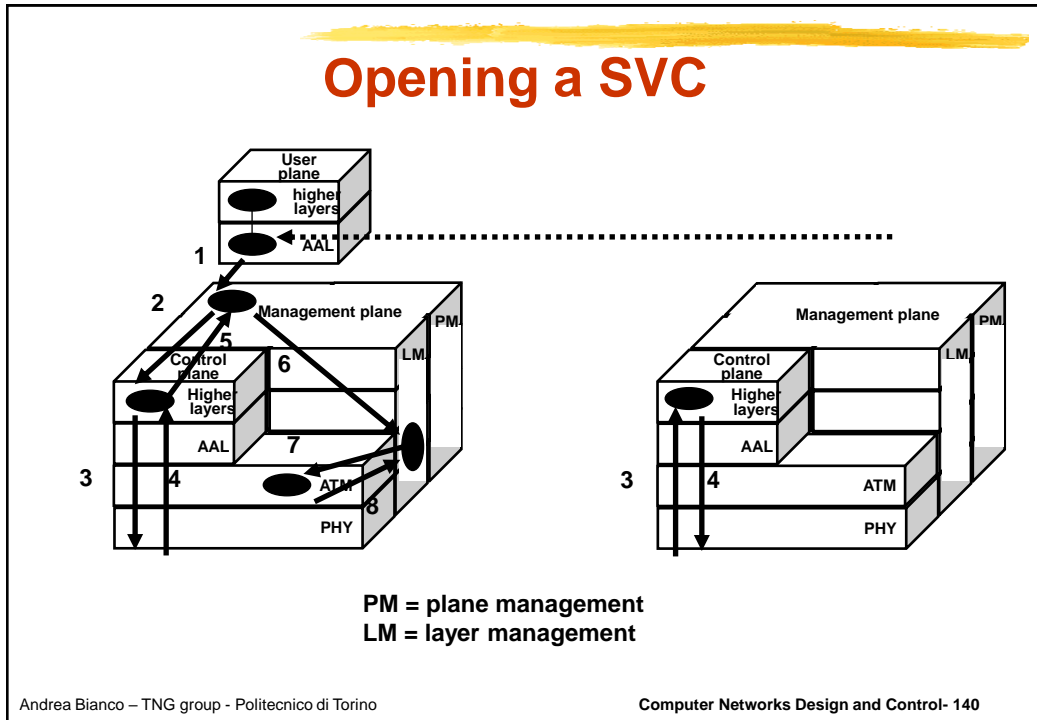 Opening a SVC
User
plane
higher
layers
AAL
1
2
Management plane
PM
5
LM
Control
plane
6
Higher
layers
7
AAL
3
4
ATM
8
PHY
Management plane
PM
LM
Control
plane
Higher
layers
AAL
3
4
ATM
PHY
PM = plane management
LM = layer management
Andrea Bianco – TNG group - Politecnico di Torino
Computer Networks Design and Control- 140